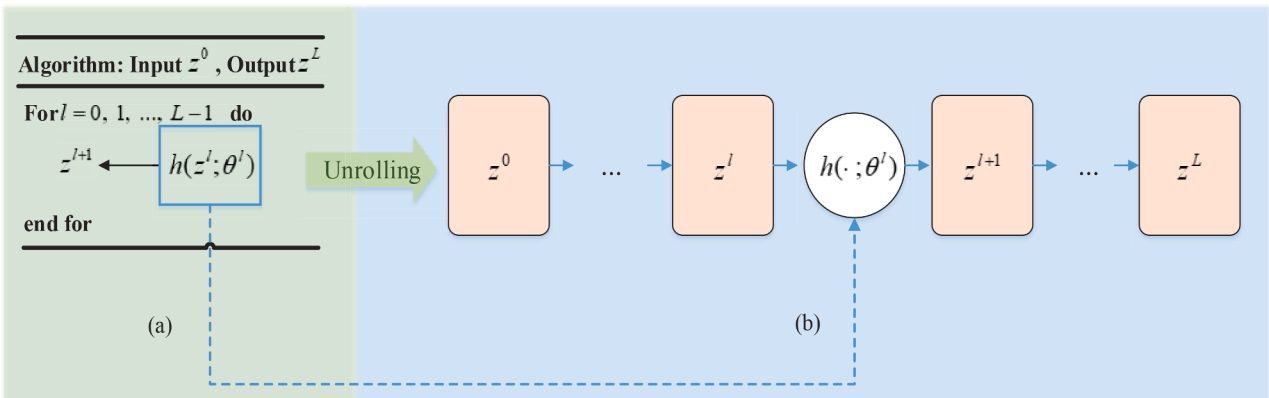 Algorithm: Input z^0 , Output z^L
For l = 0, 1, ..., L−1 do
z^{l+1} h(z^l;θ^l)
end for
(a)
Unrolling
z^0 ... z^l h(· ;θ^l) z^{l+1} ... z^L
(b)